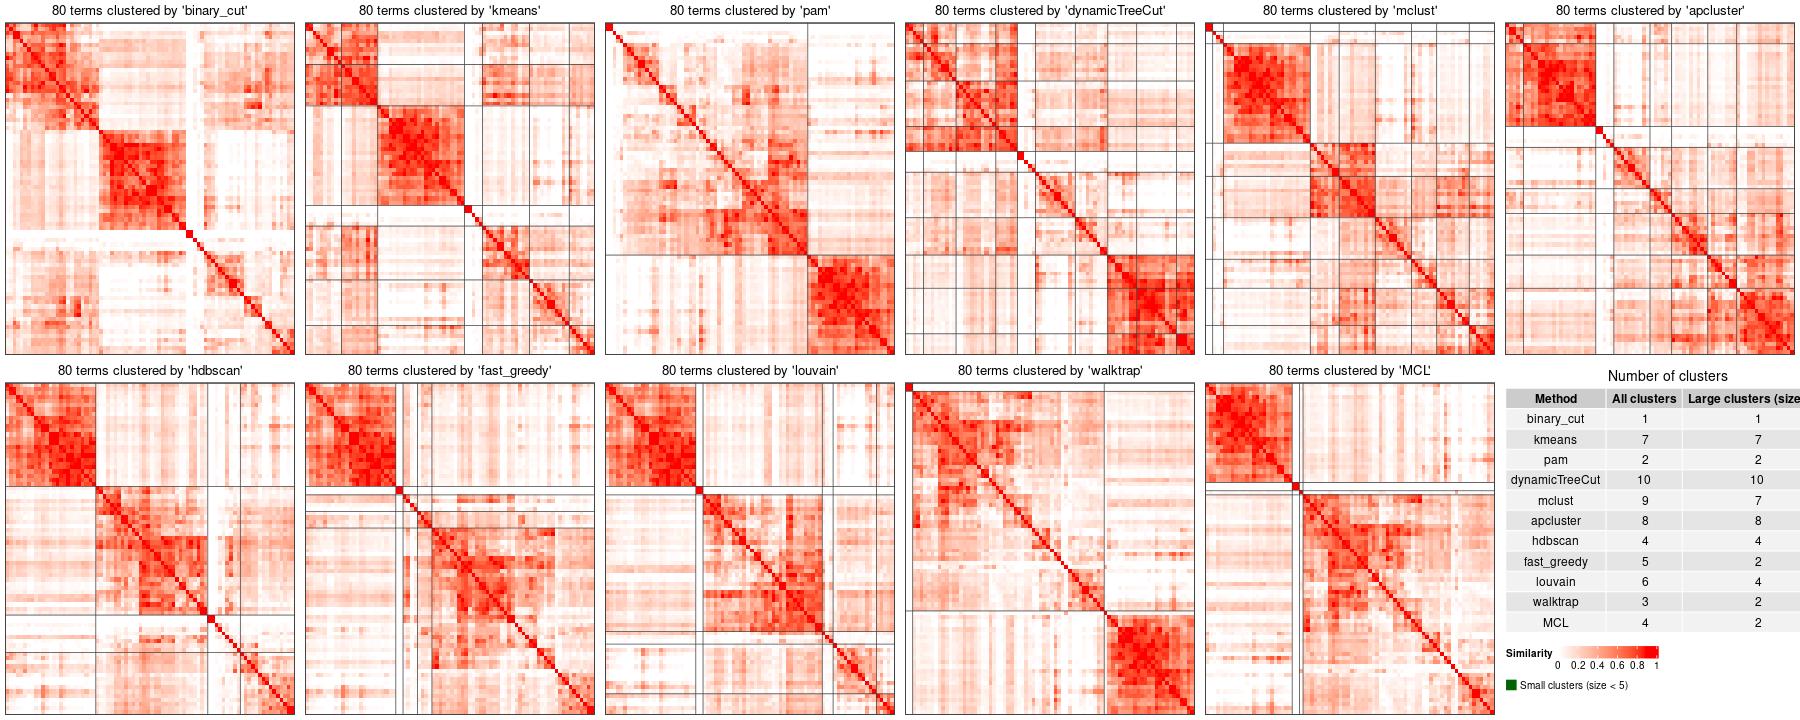 80 terms clustered by 'binary_cut'
80 terms clustered by 'kmeans'
80 terms clustered by 'pam'
80 terms clustered by 'dynamicTreeCut'
80 terms clustered by 'mclust'
80 terms clustered by 'apcluster'
80 terms clustered by 'hdbscan'
80 terms clustered by 'fast_greedy'
80 terms clustered by 'louvain'
80 terms clustered by 'walktrap'
80 terms clustered by 'MCL'
Number of clusters
Method All clusters Large clusters (size
binary_cut 1 1
kmeans 7 7
pam 2 2
dynamicTreeCut 10 10
mclust 9 7
apcluster 8 8
hdbscan 4 4
fast_greedy 5 2
louvain 6 4
walktrap 3 2
MCL 4 2
Similarity
0 0.2 0.4 0.6 0.8 1
Small clusters (size < 5)